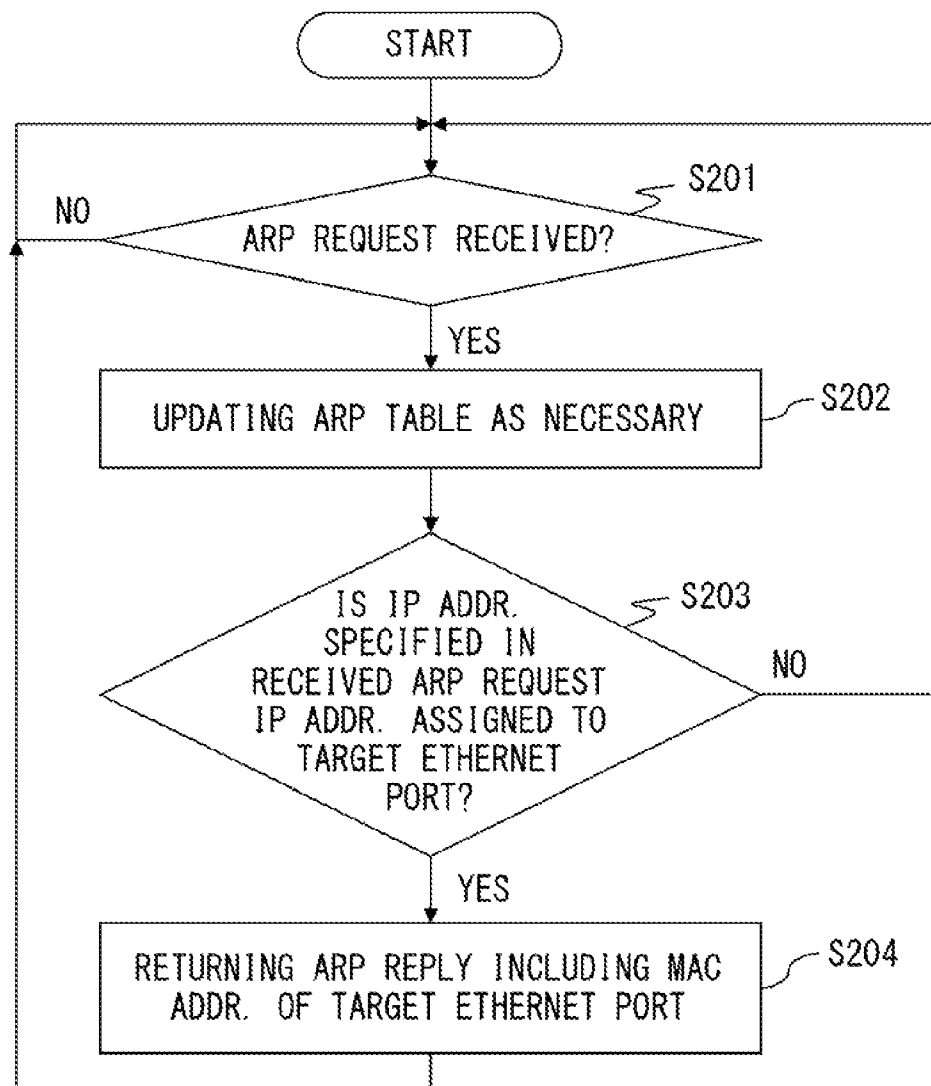 START
S201
NO
ARP REQUEST RECEIVED?
YES
UPDATING ARP TABLE AS NECESSARY
S202
IS IP ADDR.
SPECIFIED IN
RECEIVED ARP REQUEST
IP ADDR. ASSIGNED TO
TARGET ETHERNET
PORT?
S203
NO
YES
RETURNING ARP REPLY INCLUDING MAC
ADDR. OF TARGET ETHERNET PORT
S204